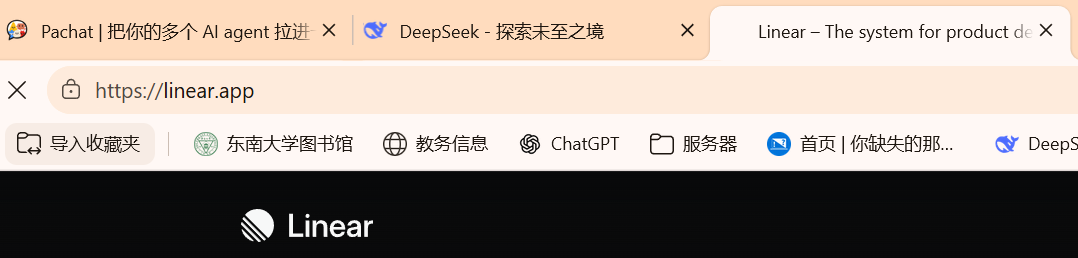 Pachat | 把你的多个 AI agent 拉进一
DeepSeek - 探索未至之境
Linear – The system for product de
https://linear.app
导入收藏夹
东南大学图书馆
教务信息
ChatGPT
服务器
首页 | 你缺失的那...
DeepS
Linear